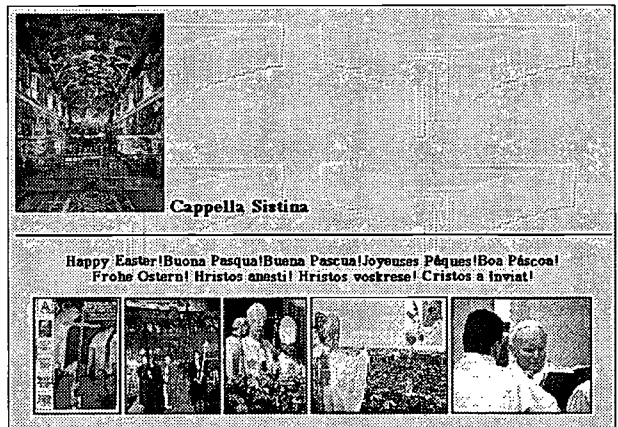 Cappella Sistina
Happy Easter!Buona Pasqua!Buena Pascua!Joyeuses Pâques!Boa Páscoa!
Frohe Ostern! Hristos anesti! Hristos voskrese! Cristos a înviat!